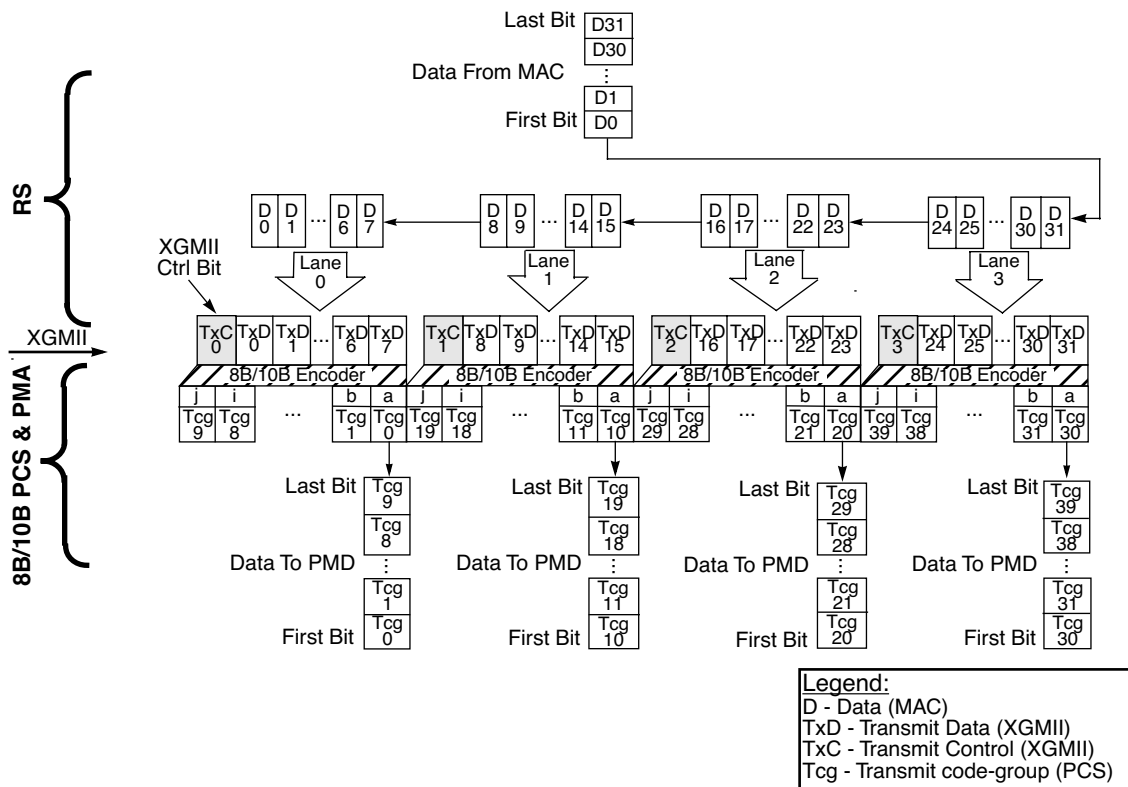 Last Bit
D31
D30
Data From MAC
⋮
D1
First Bit
D0
RS
D 0
D 1
...
D 6
D 7
D 8
D 9
...
D 14
D 15
D 16
D 17
...
D 22
D 23
D 24
D 25
...
D 30
D 31
XGMII
Ctrl Bit
Lane 0
Lane 1
Lane 2
Lane 3
TxC 0
TxD 0
TxD 1
...
TxD 6
TxD 7
TxC 1
TxD 8
TxD 9
...
TxD 14
TxD 15
TxC 2
TxD 16
TxD 17
...
TxD 22
TxD 23
TxC 3
TxD 24
TxD 25
...
TxD 30
TxD 31
XGMII
8B/10B Encoder
8B/10B Encoder
8B/10B Encoder
8B/10B Encoder
8B/10B PCS & PMA
j i ... b a
Tcg 9
Tcg 8
Tcg 1
Tcg 0
j i ... b a
Tcg 19
Tcg 18
Tcg 11
Tcg 10
j i ... b a
Tcg 29
Tcg 28
Tcg 21
Tcg 20
j i ... b a
Tcg 39
Tcg 38
Tcg 31
Tcg 30
Last Bit
Tcg 9
Tcg 8
Data To PMD
⋮
Tcg 1
First Bit
Tcg 0
Last Bit
Tcg 19
Tcg 18
Data To PMD
⋮
Tcg 11
First Bit
Tcg 10
Last Bit
Tcg 29
Tcg 28
Data To PMD
⋮
Tcg 21
First Bit
Tcg 20
Last Bit
Tcg 39
Tcg 38
Data To PMD
⋮
Tcg 31
First Bit
Tcg 30
Legend:
D - Data (MAC)
TxD - Transmit Data (XGMII)
TxC - Transmit Control (XGMII)
Tcg - Transmit code-group (PCS)